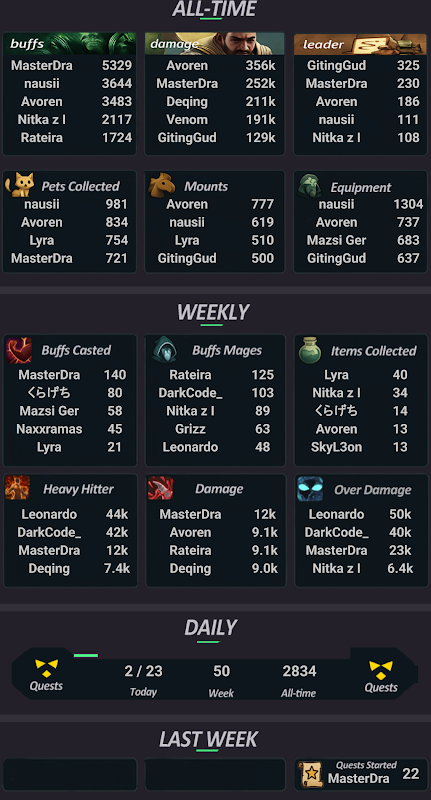 ALL-TIME
buffs damage leader
MasterDra 5329 Avoren 356k GitingGud 325
nausii 3644 MasterDra 252k MasterDra 230
Avoren 3483 Deqing 211k Avoren 186
Nitka z l 2117 Venom 191k nausii 111
Rateira 1724 GitingGud 129k Nitka z l 108
Pets Collected Mounts Equipment
nausii 981 Avoren 777 nausii 1304
Avoren 834 nausii 619 Avoren 737
Lyra 754 Lyra 510 Mazsi Ger 683
MasterDra 721 GitingGud 500 GitingGud 637
WEEKLY
Buffs Casted Buffs Mages Items Collected
MasterDra 140 Rateira 125 Lyra 40
くらげち 80 DarkCode_ 103 Nitka z l 34
Mazsi Ger 58 Nitka z l 89 くらげち 14
Naxxramas 45 Grizz 63 Avoren 13
Lyra 21 Leonardo 48 SkyL3on 13
Heavy Hitter Damage Over Damage
Leonardo 44k MasterDra 12k Leonardo 50k
DarkCode_ 42k Avoren 9.1k DarkCode_ 40k
MasterDra 12k Rateira 9.1k MasterDra 23k
Deqing 7.4k Deqing 9.0k Nitka z l 6.4k
DAILY
Quests 2 / 23 50 2834 Quests
Today Week All-time
LAST WEEK
Quests Started
MasterDra 22